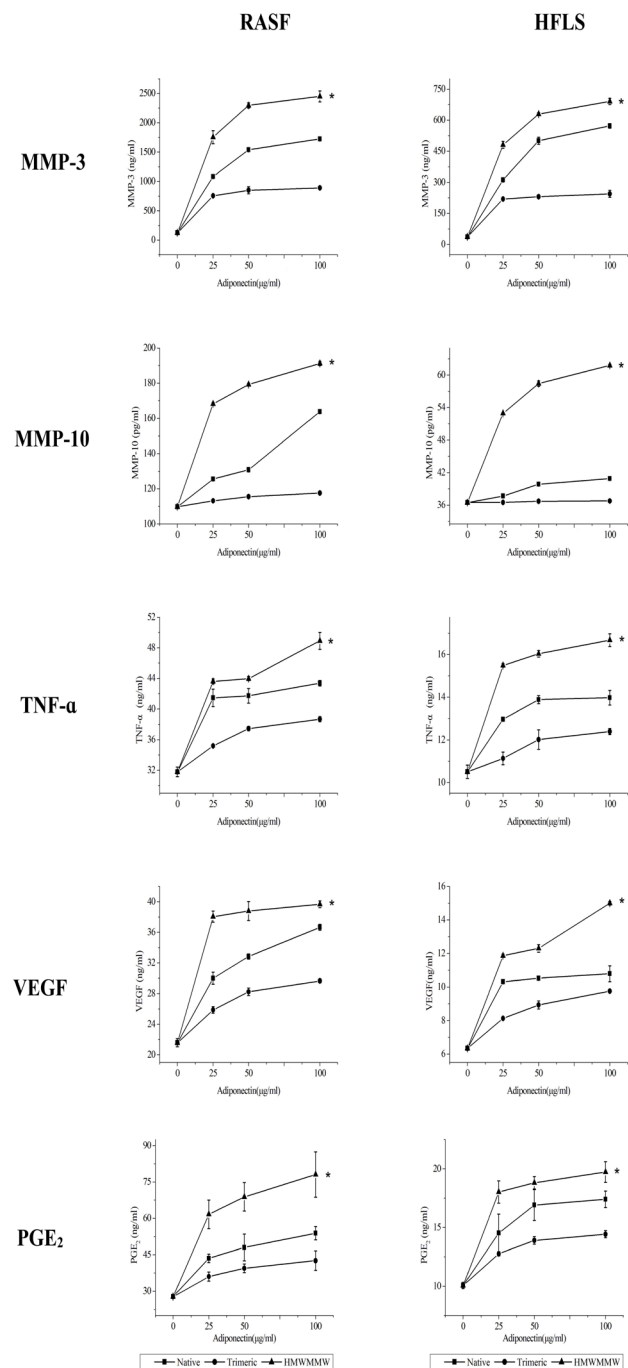 RASF HFLS
MMP-3
MMP-3 (ng/ml)
2500
2000
1500
1000
500
0
*
0 25 50 100
Adiponectin(μg/ml)
MMP-3 (ng/ml)
750
600
450
300
150
0
*
0 25 50 100
Adiponectin(μg/ml)
MMP-10
MMP-10 (pg/ml)
200
180
160
140
120
100
*
0 25 50 100
Adiponectin(μg/ml)
MMP-10 (pg/ml)
60
54
48
42
36
*
0 25 50 100
Adiponectin(μg/ml)
TNF-α
TNF-α (ng/ml)
52
48
44
40
36
32
*
0 25 50 100
Adiponectin(μg/ml)
TNF-α (ng/ml)
16
14
12
10
*
0 25 50 100
Adiponectin(μg/ml)
VEGF
VEGF (ng/ml)
40
36
32
28
24
20
*
0 25 50 100
Adiponectin(μg/ml)
VEGF(ng/ml)
16
14
12
10
8
6
*
0 25 50 100
Adiponectin(μg/ml)
PGE₂
PGE₂ (ng/ml)
90
75
60
45
30
*
0 25 50 100
Adiponectin(μg/ml)
PGE₂ (ng/ml)
20
15
10
*
0 25 50 100
Adiponectin(μg/ml)
Native Trimeric HMWMMW
Native Trimeric HMWMMW